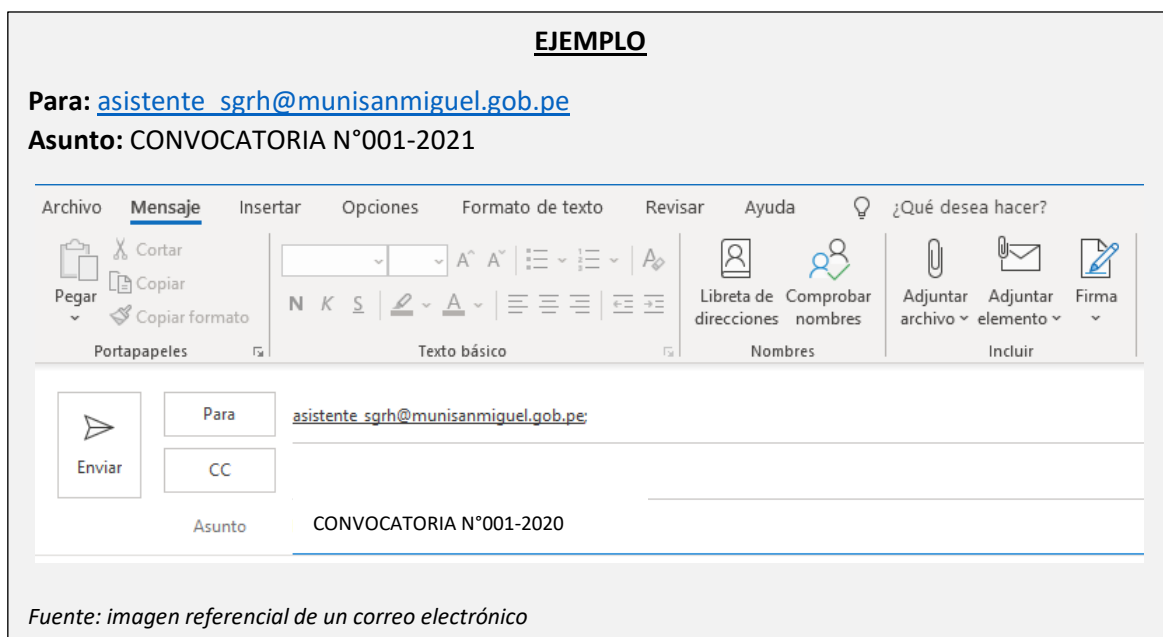 EJEMPLO
Para: asistente_sgrh@munisanmiguel.gob.pe
Asunto: CONVOCATORIA N°001-2021
Archivo Mensaje Insertar Opciones Formato de texto Revisar Ayuda ¿Qué desea hacer?
Cortar
Copiar
Pegar
Copiar formato
Portapapeles
N K S
Texto básico
Libreta de direcciones
Comprobar nombres
Nombres
Adjuntar archivo
Adjuntar elemento
Firma
Incluir
Enviar
Para asistente_sgrh@munisanmiguel.gob.pe;
CC
Asunto CONVOCATORIA N°001-2020
Fuente: imagen referencial de un correo electrónico